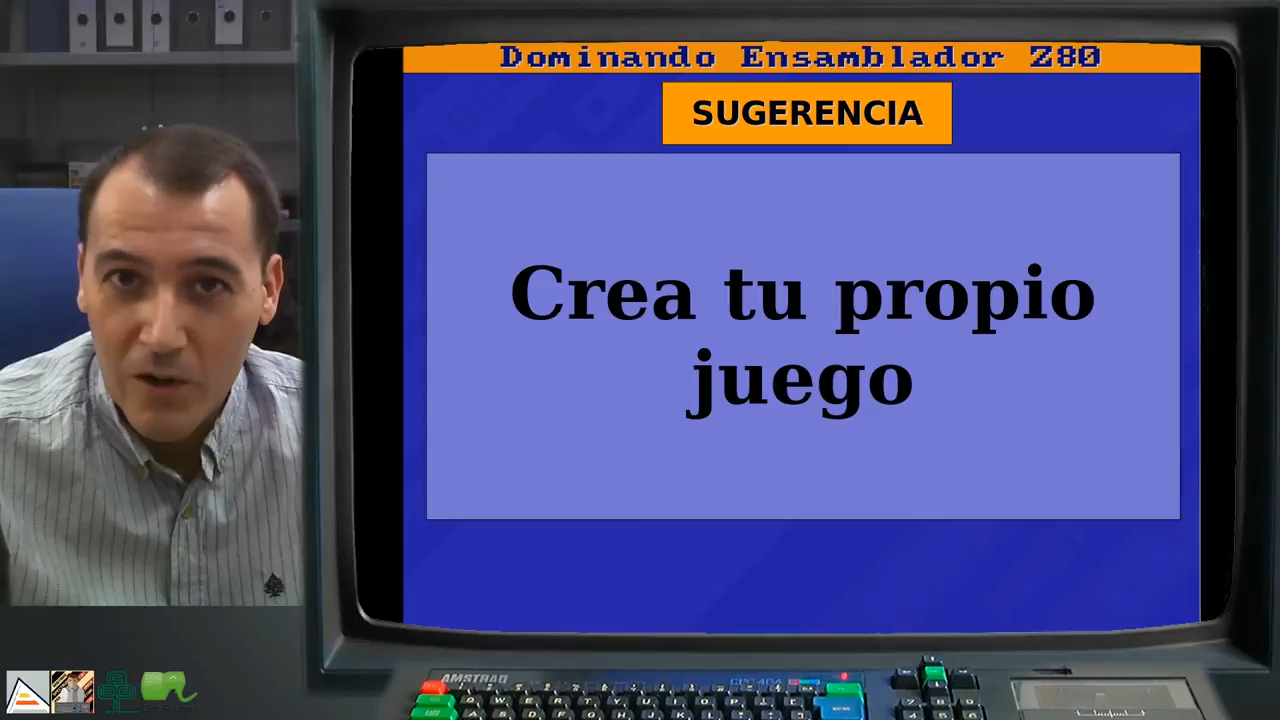 Dominando Ensamblador Z80
SUGERENCIA
Crea tu propio
juego
AMSTRAD